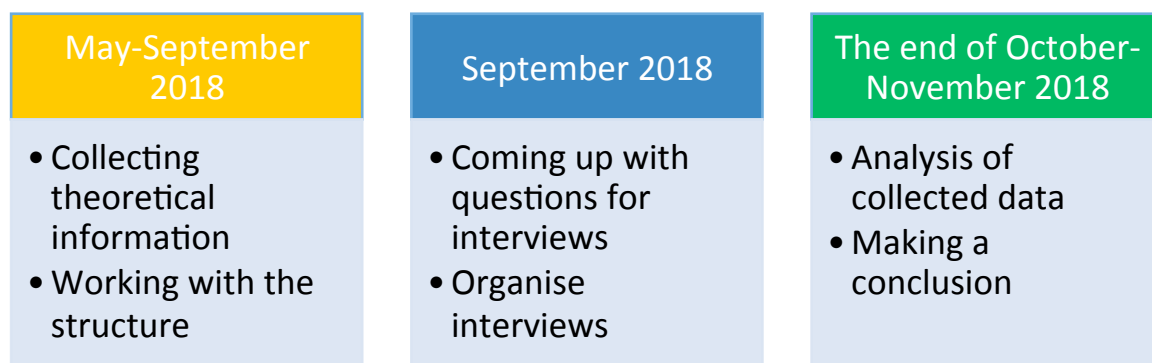 May-September
2018
• Collecting
theoretical
information
• Working with the
structure
September 2018
• Coming up with
questions for
interviews
• Organise
interviews
The end of October-
November 2018
• Analysis of
collected data
• Making a
conclusion